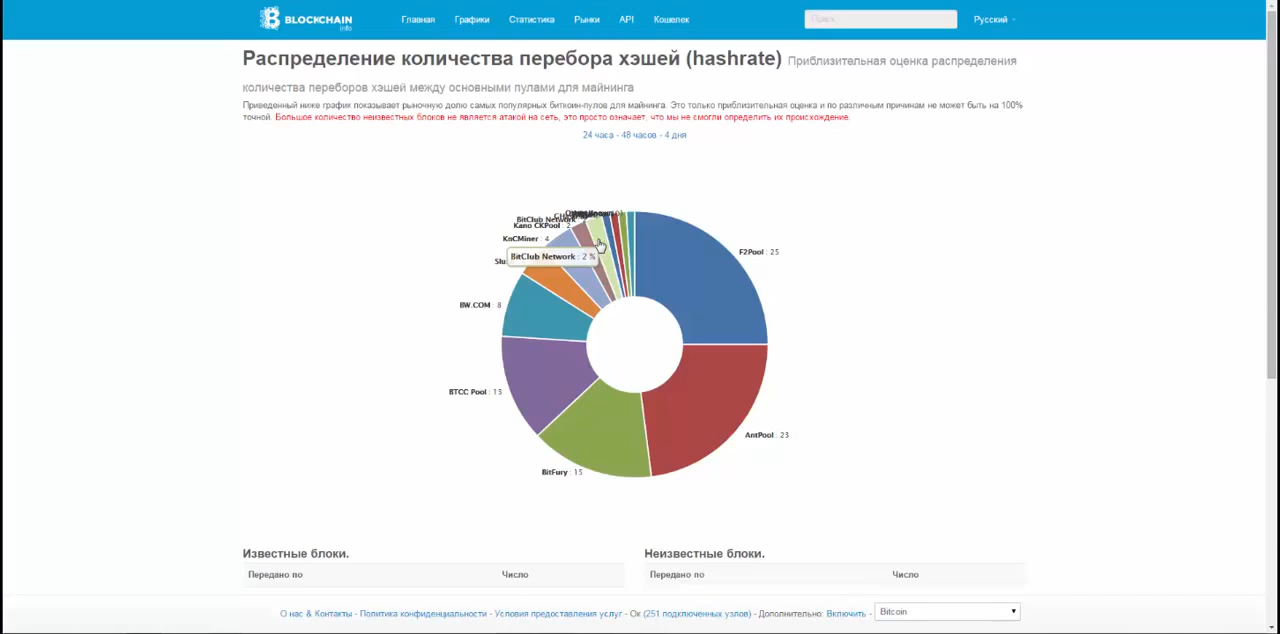 BLOCKCHAIN
info
Главная Графики Статистика Рынки API Кошелек
Поиск
Русский
Распределение количества перебора хэшей (hashrate) Приблизительная оценка распределения
количества переборов хэшей между основными пулами для майнинга
Приведенный ниже график показывает рыночную долю самых популярных биткоин-пулов для майнинга. Это только приблизительная оценка и по различным причинам не может быть на 100%
точной. Большое количество неизвестных блоков не является атакой на сеть, это просто означает, что мы не смогли определить их происхождение.
24 часа - 48 часов - 4 дня
BitClub Network
Kano CKPool : 2
KnCMiner : 4
BitClub Network : 2 %
F2Pool : 25
BW.COM : 8
BTCC Pool : 13
AntPool : 23
BitFury : 15
Известные блоки. Неизвестные блоки.
Передано по Число Передано по Число
О нас & Контакты - Политика конфиденциальности - Условия предоставления услуг - Ок (251 подключенных узлов) - Дополнительно: Включить - Bitcoin